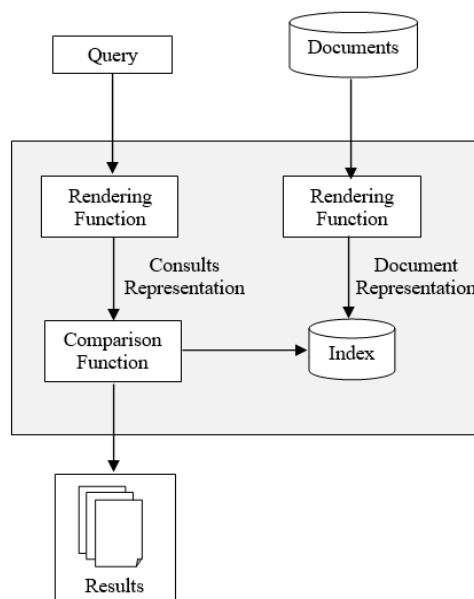 Query
Documents
Rendering
Function
Rendering
Function
Consults
Representation
Document
Representation
Comparison
Function
Index
Results